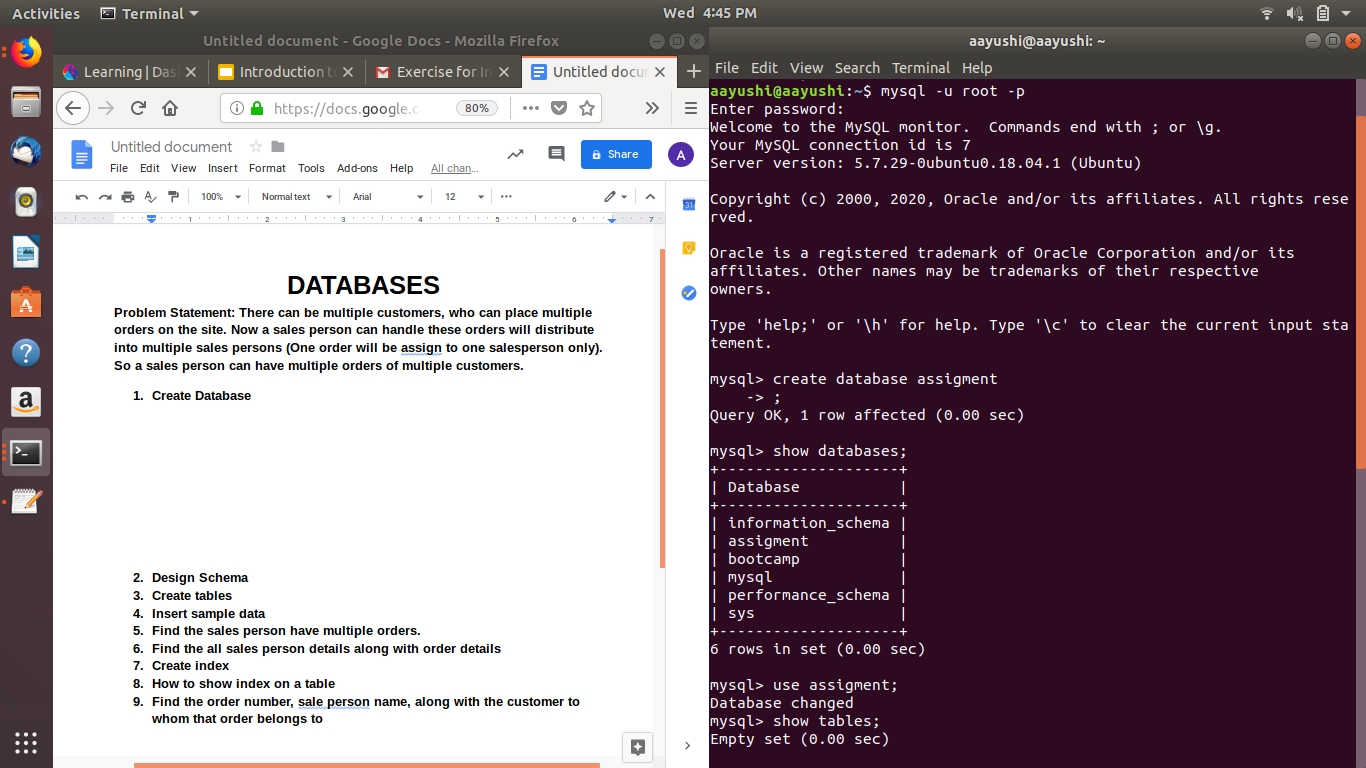 Activities
Terminal
Wed 4:45 PM
Untitled document - Google Docs - Mozilla Firefox
Learning | Das
Introduction t
Exercise for In
Untitled docu
https://docs.google.c
80%
Untitled document
File Edit View Insert Format Tools Add-ons Help All chan...
Share
A
100% Normal text Arial 12
1 2 3 4 5 6 7
31
DATABASES
Problem Statement: There can be multiple customers, who can place multiple
orders on the site. Now a sales person can handle these orders will distribute
into multiple sales persons (One order will be assign to one salesperson only).
So a sales person can have multiple orders of multiple customers.
1. Create Database
2. Design Schema
3. Create tables
4. Insert sample data
5. Find the sales person have multiple orders.
6. Find the all sales person details along with order details
7. Create index
8. How to show index on a table
9. Find the order number, sale person name, along with the customer to
whom that order belongs to
aayushi@aayushi: ~
File Edit View Search Terminal Help
aayushi@aayushi:~$ mysql -u root -p
Enter password:
Welcome to the MySQL monitor.  Commands end with ; or \g.
Your MySQL connection id is 7
Server version: 5.7.29-0ubuntu0.18.04.1 (Ubuntu)
Copyright (c) 2000, 2020, Oracle and/or its affiliates. All rights rese
rved.
Oracle is a registered trademark of Oracle Corporation and/or its
affiliates. Other names may be trademarks of their respective
owners.
Type 'help;' or '\h' for help. Type '\c' to clear the current input sta
tement.
mysql> create database assigment
    -> ;
Query OK, 1 row affected (0.00 sec)
mysql> show databases;
+--------------------+
| Database           |
+--------------------+
| information_schema |
| assigment          |
| bootcamp           |
| mysql              |
| performance_schema |
| sys                |
+--------------------+
6 rows in set (0.00 sec)
mysql> use assigment;
Database changed
mysql> show tables;
Empty set (0.00 sec)